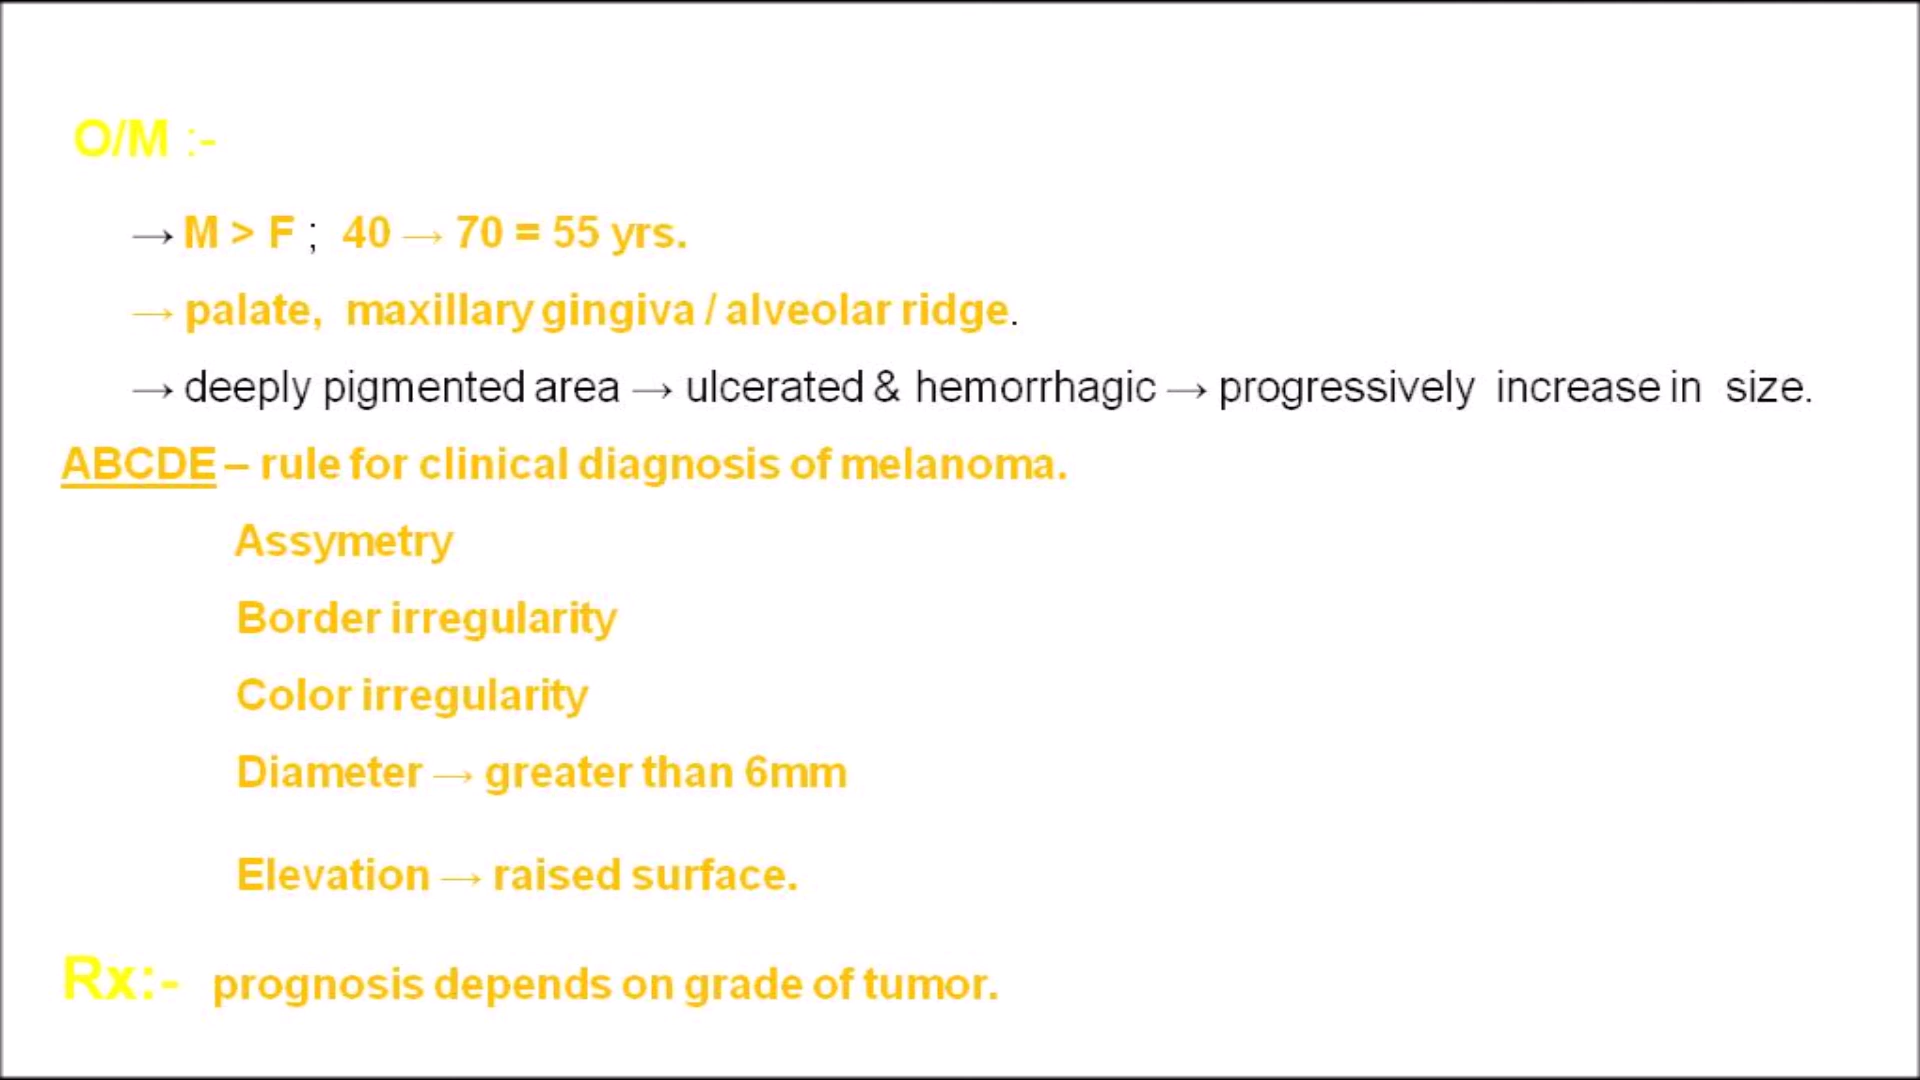 O/M :-
→ M > F ; 40 → 70 = 55 yrs.
→ palate, maxillary gingiva / alveolar ridge.
→ deeply pigmented area → ulcerated & hemorrhagic → progressively increase in size.
ABCDE – rule for clinical diagnosis of melanoma.
Assymetry
Border irregularity
Color irregularity
Diameter → greater than 6mm
Elevation → raised surface.
Rx:- prognosis depends on grade of tumor.